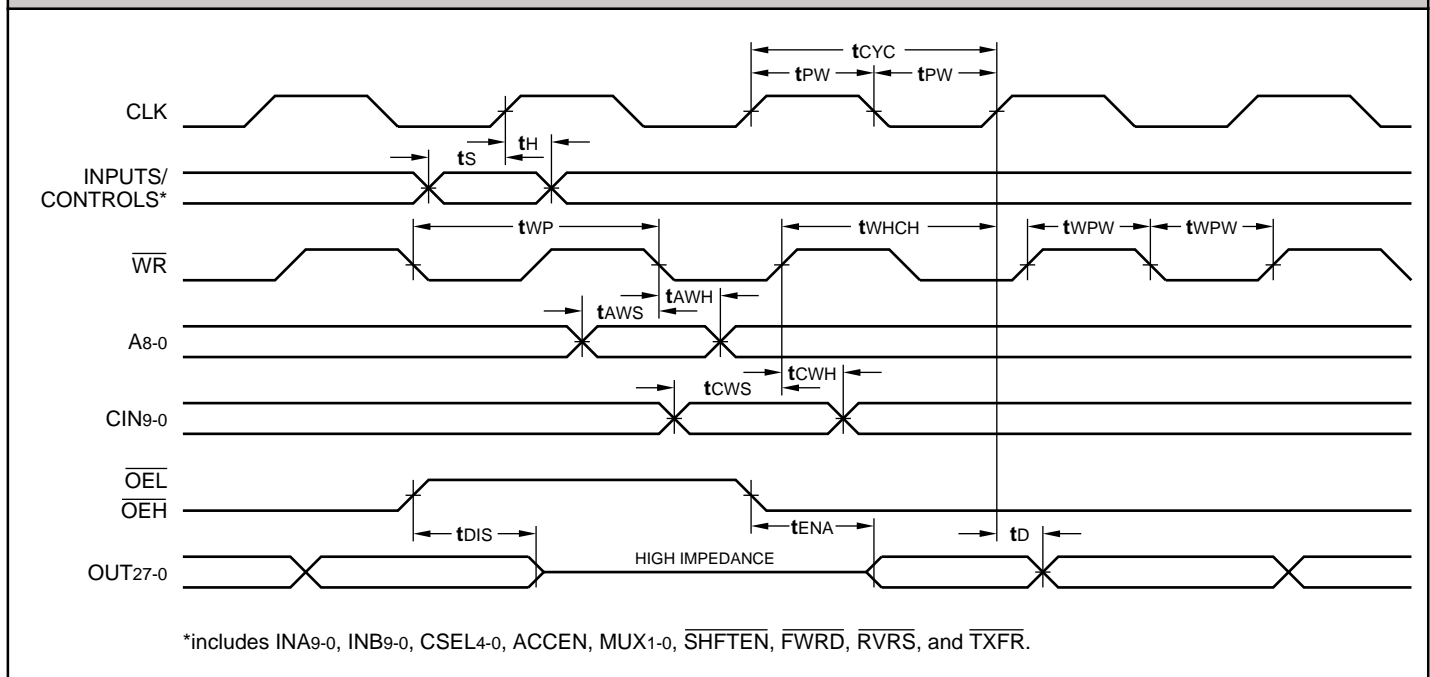 tCYC
tPW tPW
CLK
tS tH
INPUTS/
CONTROLS*
tWP tWHCH tWPW tWPW
WR
tAWS tAWH
A8-0
tCWS tCWH
CIN9-0
OEL
OEH
tDIS tENA tD
HIGH IMPEDANCE
OUT27-0
*includes INA9-0, INB9-0, CSEL4-0, ACCEN, MUX1-0, SHFTEN, FWRD, RVRS, and TXFR.